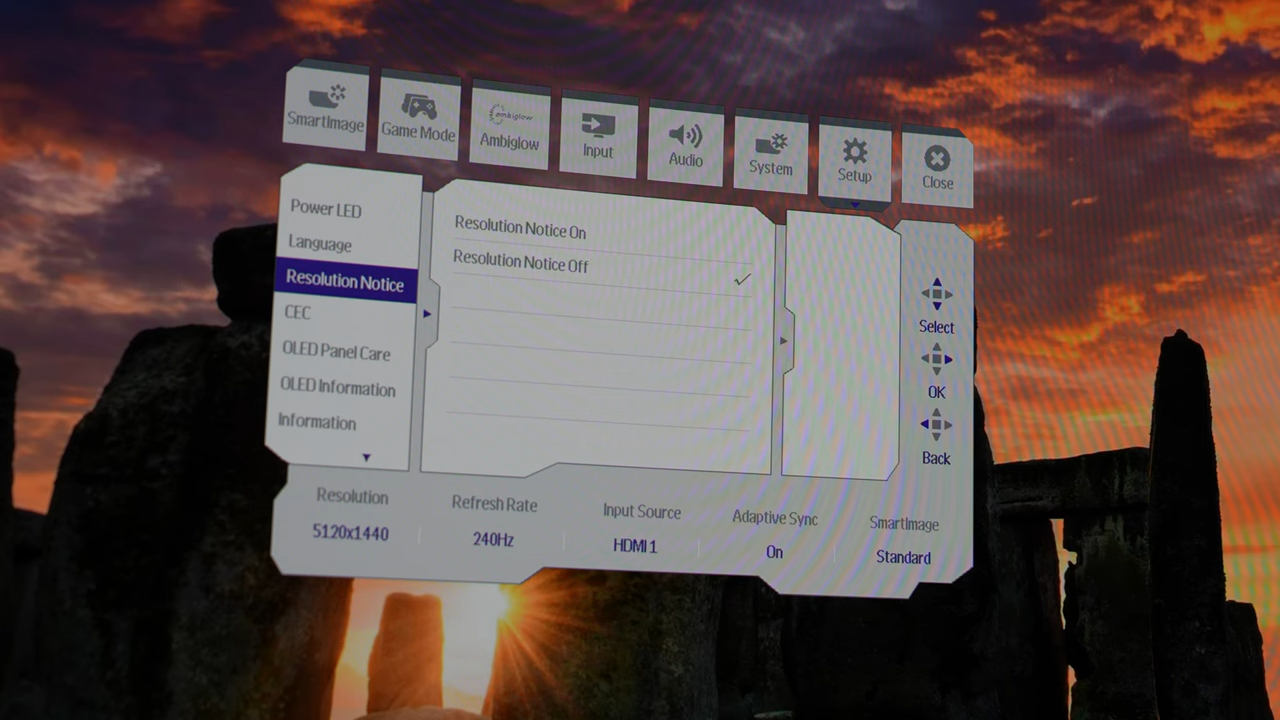 SmartImage
Game Mode
ambiglow
Ambiglow
Input
Audio
System
Setup
Close
Power LED
Language
Resolution Notice
CEC
OLED Panel Care
OLED Information
Information
Resolution Notice On
Resolution Notice Off
Select
OK
Back
Resolution
Refresh Rate
Input Source
Adaptive Sync
SmartImage
5120x1440
240Hz
HDMI 1
On
Standard